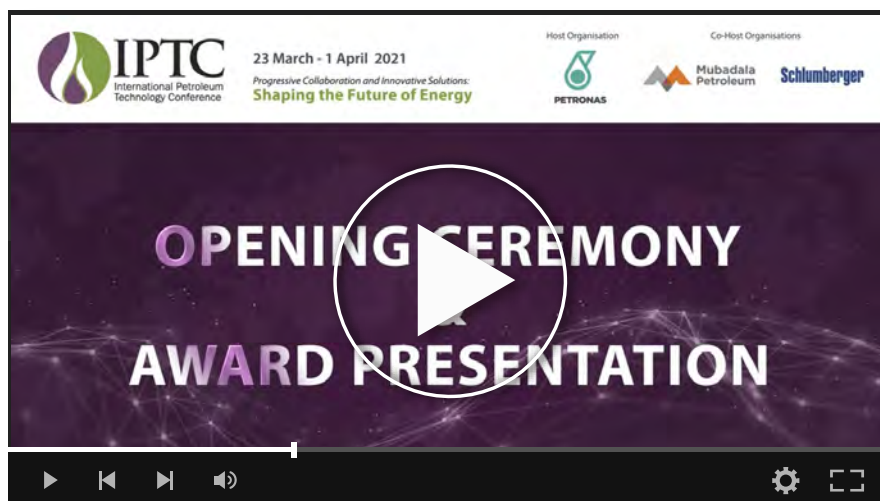 IPTC
International Petroleum
Technology Conference
23 March - 1 April 2021
Progressive Collaboration and Innovative Solutions:
Shaping the Future of Energy
Host Organisation
PETRONAS
Co-Host Organisations
Mubadala
Petroleum
Schlumberger
OPENING CEREMONY
&
AWARD PRESENTATION